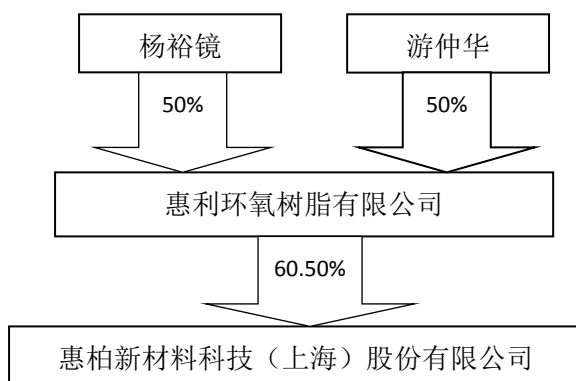 杨裕镜 游仲华
50% 50%
惠利环氧树脂有限公司
60.50%
惠柏新材料科技（上海）股份有限公司